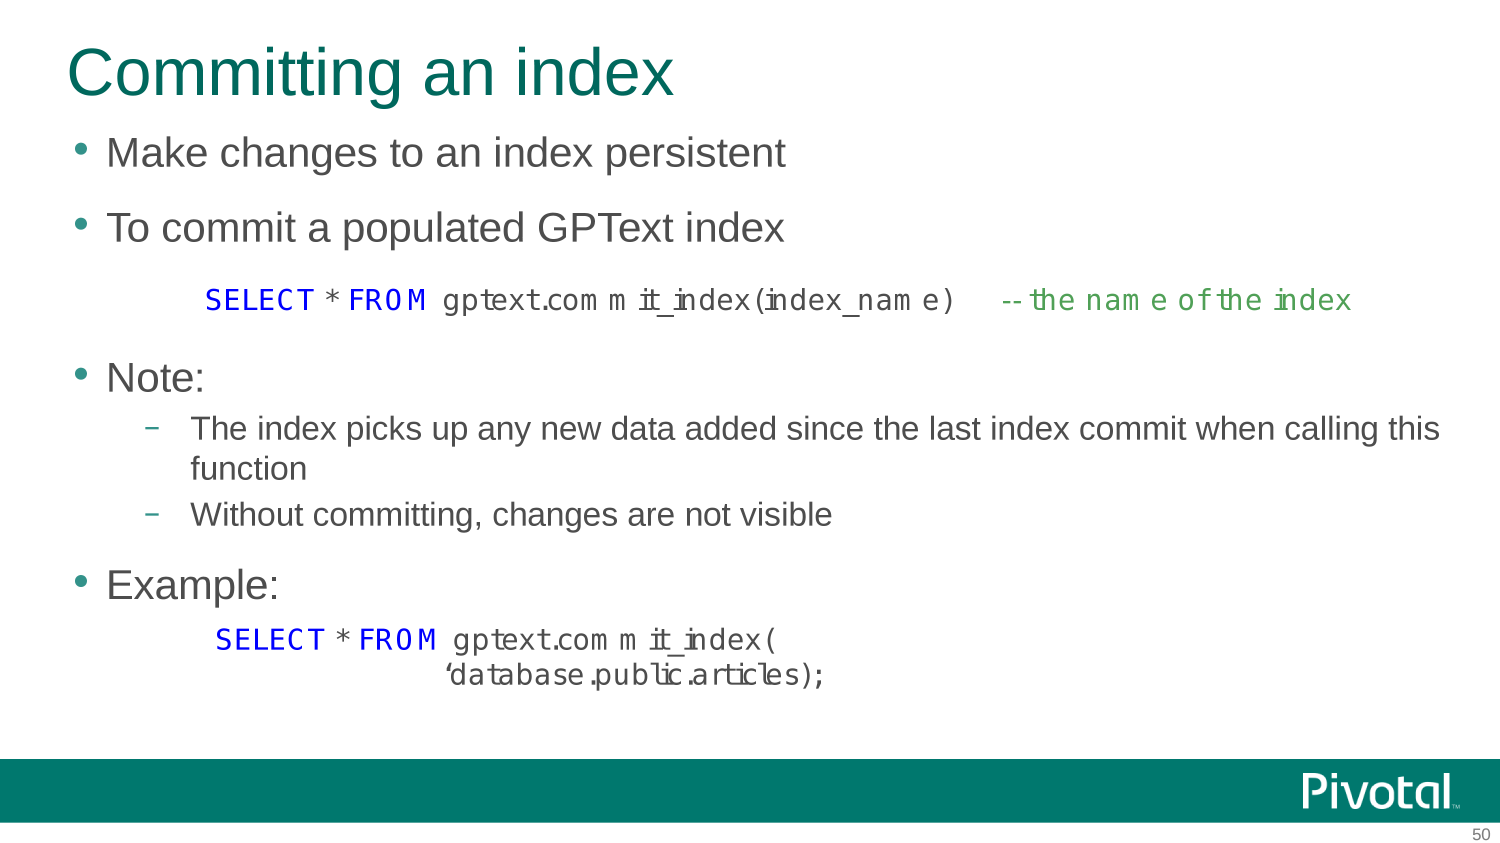 Committing an index
• Make changes to an index persistent
• To commit a populated GPText index
SELECT * FROM gptext.commit_index(index_name) -- the name of the index
• Note:
– The index picks up any new data added since the last index commit when calling this
function
– Without committing, changes are not visible
• Example:
SELECT * FROM gptext.commit_index(
‘database.public.articles);
Pivotal™
50